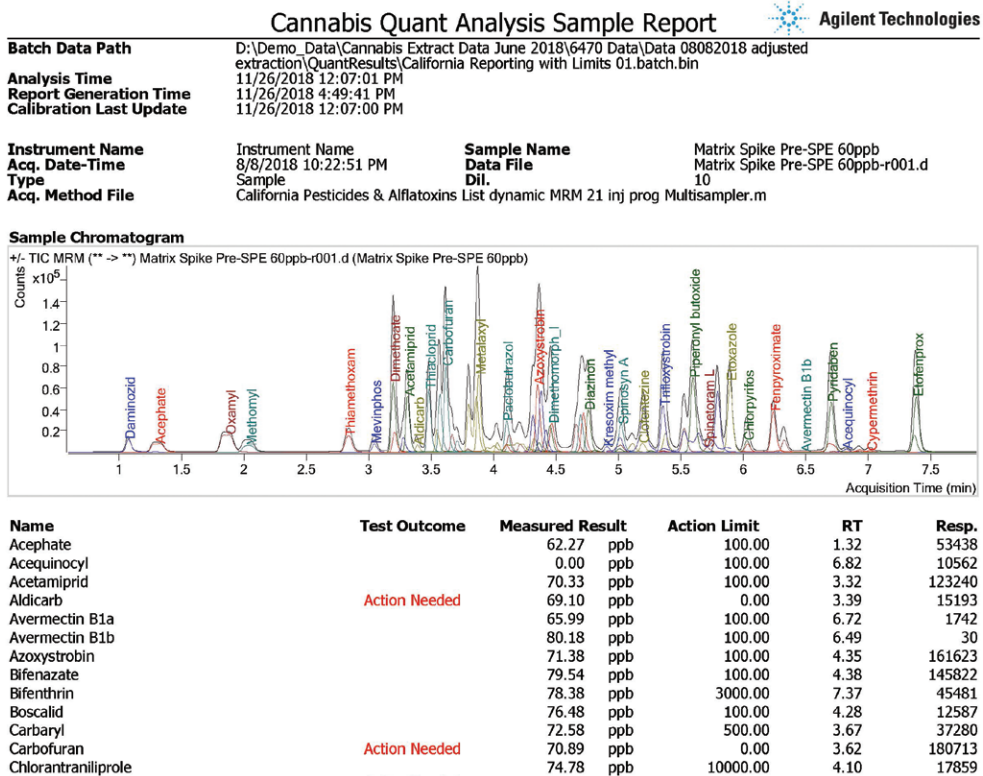 Cannabis Quant Analysis Sample Report
Agilent Technologies
Batch Data Path D:\Demo_Data\Cannabis Extract Data June 2018\6470 Data\Data 08082018 adjusted
extraction\QuantResults\California Reporting with Limits 01.batch.bin
Analysis Time 11/26/2018 12:07:01 PM
Report Generation Time 11/26/2018 4:49:41 PM
Calibration Last Update 11/26/2018 12:07:00 PM
Instrument Name Instrument Name Sample Name Matrix Spike Pre-SPE 60ppb
Acq. Date-Time 8/8/2018 10:22:51 PM Data File Matrix Spike Pre-SPE 60ppb-r001.d
Type Sample Dil. 10
Acq. Method File California Pesticides & Alflatoxins List dynamic MRM 21 inj prog Multisampler.m
Sample Chromatogram
+/- TIC MRM (** -> **) Matrix Spike Pre-SPE 60ppb-r001.d (Matrix Spike Pre-SPE 60ppb)
Counts
x10⁵
1.4
1.2
1
0.8
0.6
0.4
0.2
Daminozid
Acephate
Oxamyl
Methomyl
Thiamethoxam
Mevinphos
Dimethoate
Acetamiprid
Aldicarb
Thiacloprid
Carbofuran
Metalaxyl
Paclobutrazol
Azoxystrobin
Dimethomorph_I
Diazinon
Kresoxim methyl
Spinosyn A
Clofentezine
Trifloxystrobin
Piperonyl butoxide
Spinetoram L
Etoxazole
Chlorpyrifos
Fenpyroximate
Avermectin B1b
Pyridaben
Acequinocyl
Cypermethrin
Etofenprox
1 1.5 2 2.5 3 3.5 4 4.5 5 5.5 6 6.5 7 7.5
Acquisition Time (min)
Name Test Outcome Measured Result Action Limit RT Resp.
Acephate 62.27 ppb 100.00 1.32 53438
Acequinocyl 0.00 ppb 100.00 6.82 10562
Acetamiprid 70.33 ppb 100.00 3.32 123240
Aldicarb Action Needed 69.10 ppb 0.00 3.39 15193
Avermectin B1a 65.99 ppb 100.00 6.72 1742
Avermectin B1b 80.18 ppb 100.00 6.49 30
Azoxystrobin 71.38 ppb 100.00 4.35 161623
Bifenazate 79.54 ppb 100.00 4.38 145822
Bifenthrin 78.38 ppb 3000.00 7.37 45481
Boscalid 76.48 ppb 100.00 4.28 12587
Carbaryl 72.58 ppb 500.00 3.67 37280
Carbofuran Action Needed 70.89 ppb 0.00 3.62 180713
Chlorantraniliprole 74.78 ppb 10000.00 4.10 17859